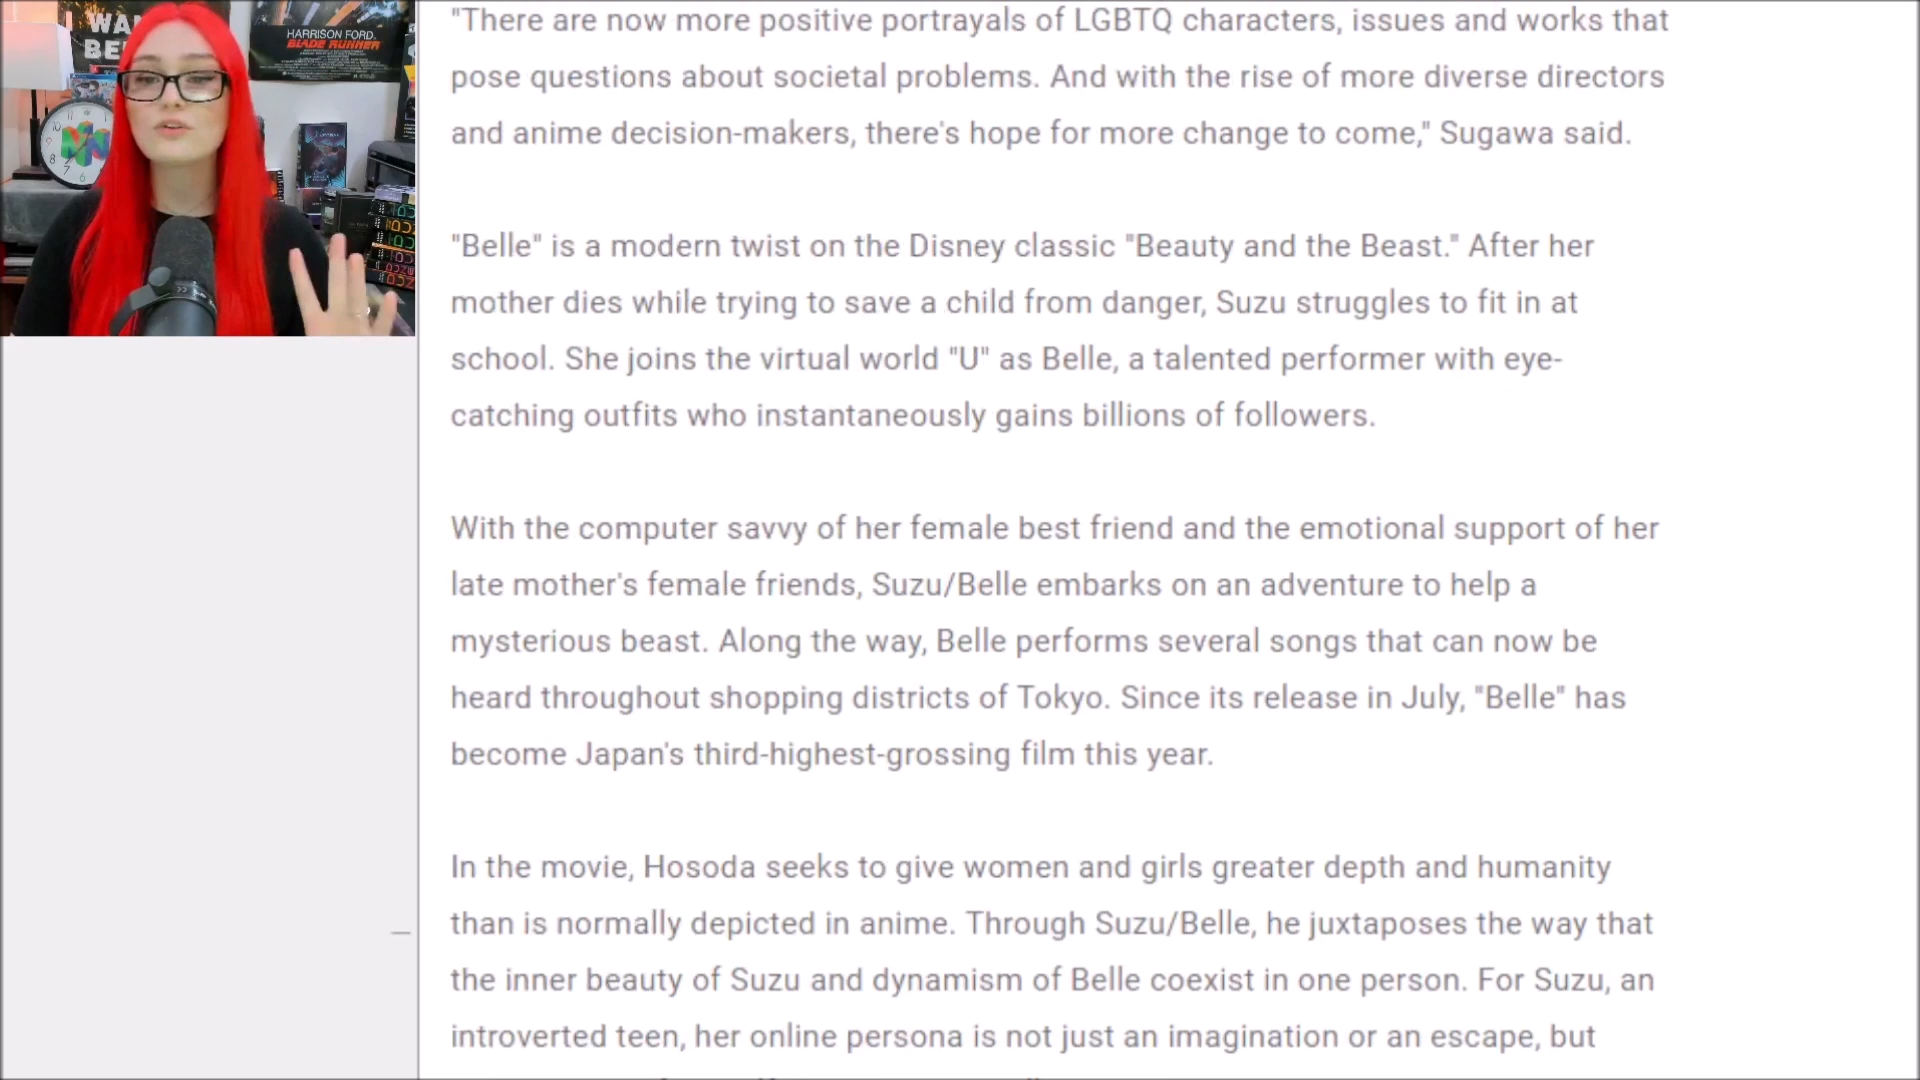 WA
BE
HARRISON FORD.
BLADE RUNNER
"There are now more positive portrayals of LGBTQ characters, issues and works that
pose questions about societal problems. And with the rise of more diverse directors
and anime decision-makers, there's hope for more change to come," Sugawa said.
"Belle" is a modern twist on the Disney classic "Beauty and the Beast." After her
mother dies while trying to save a child from danger, Suzu struggles to fit in at
school. She joins the virtual world "U" as Belle, a talented performer with eye-
catching outfits who instantaneously gains billions of followers.
With the computer savvy of her female best friend and the emotional support of her
late mother's female friends, Suzu/Belle embarks on an adventure to help a
mysterious beast. Along the way, Belle performs several songs that can now be
heard throughout shopping districts of Tokyo. Since its release in July, "Belle" has
become Japan's third-highest-grossing film this year.
In the movie, Hosoda seeks to give women and girls greater depth and humanity
than is normally depicted in anime. Through Suzu/Belle, he juxtaposes the way that
the inner beauty of Suzu and dynamism of Belle coexist in one person. For Suzu, an
introverted teen, her online persona is not just an imagination or an escape, but